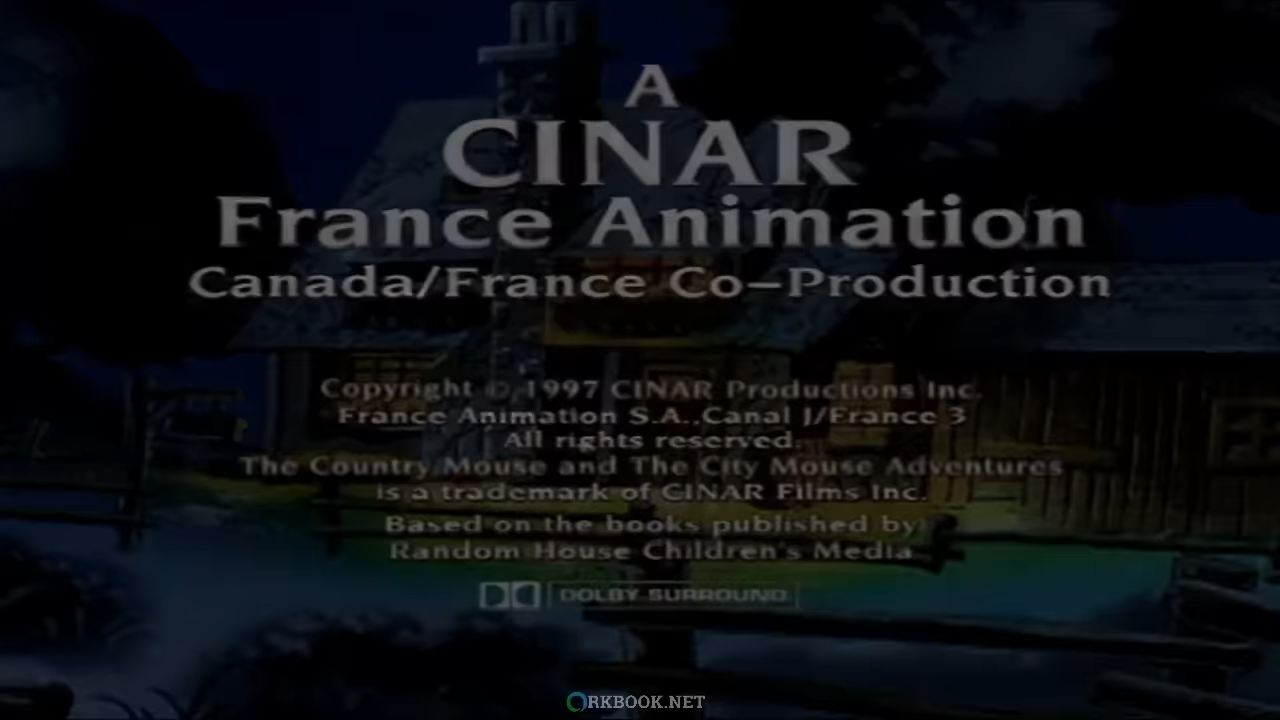 A
CINAR
France Animation
Canada/France Co-Production
Copyright © 1997 CINAR Productions Inc.
France Animation S.A.,Canal J/France 3
All rights reserved.
The Country Mouse and The City Mouse Adventures
is a trademark of CINAR Films Inc.
Based on the books published by
Random House Children's Media
DOLBY SURROUND
ORKBOOK.NET